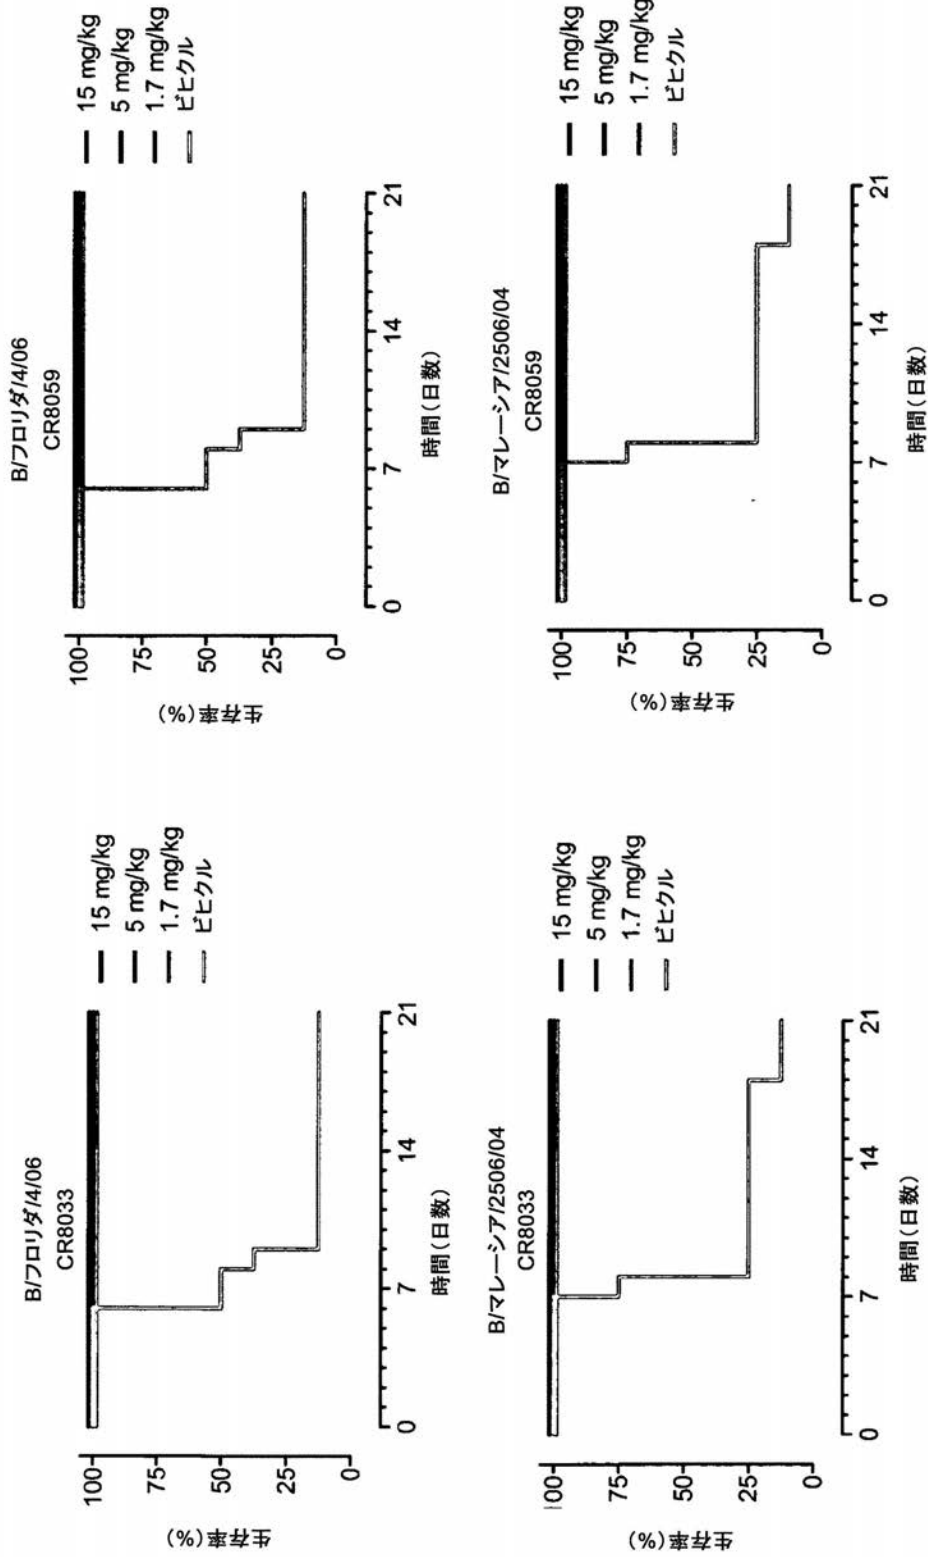 B/フロリダ/4/06
CR8033
生存率(%)
100
75
50
25
0
0
7
14
21
時間(日数)
15 mg/kg
5 mg/kg
1.7 mg/kg
ビヒクル
B/フロリダ/4/06
CR8059
生存率(%)
100
75
50
25
0
0
7
14
21
時間(日数)
15 mg/kg
5 mg/kg
1.7 mg/kg
ビヒクル
B/マレーシア/2506/04
CR8033
生存率(%)
100
75
50
25
0
0
7
14
21
時間(日数)
15 mg/kg
5 mg/kg
1.7 mg/kg
ビヒクル
B/マレーシア/2506/04
CR8059
生存率(%)
100
75
50
25
0
0
7
14
21
時間(日数)
15 mg/kg
5 mg/kg
1.7 mg/kg
ビヒクル